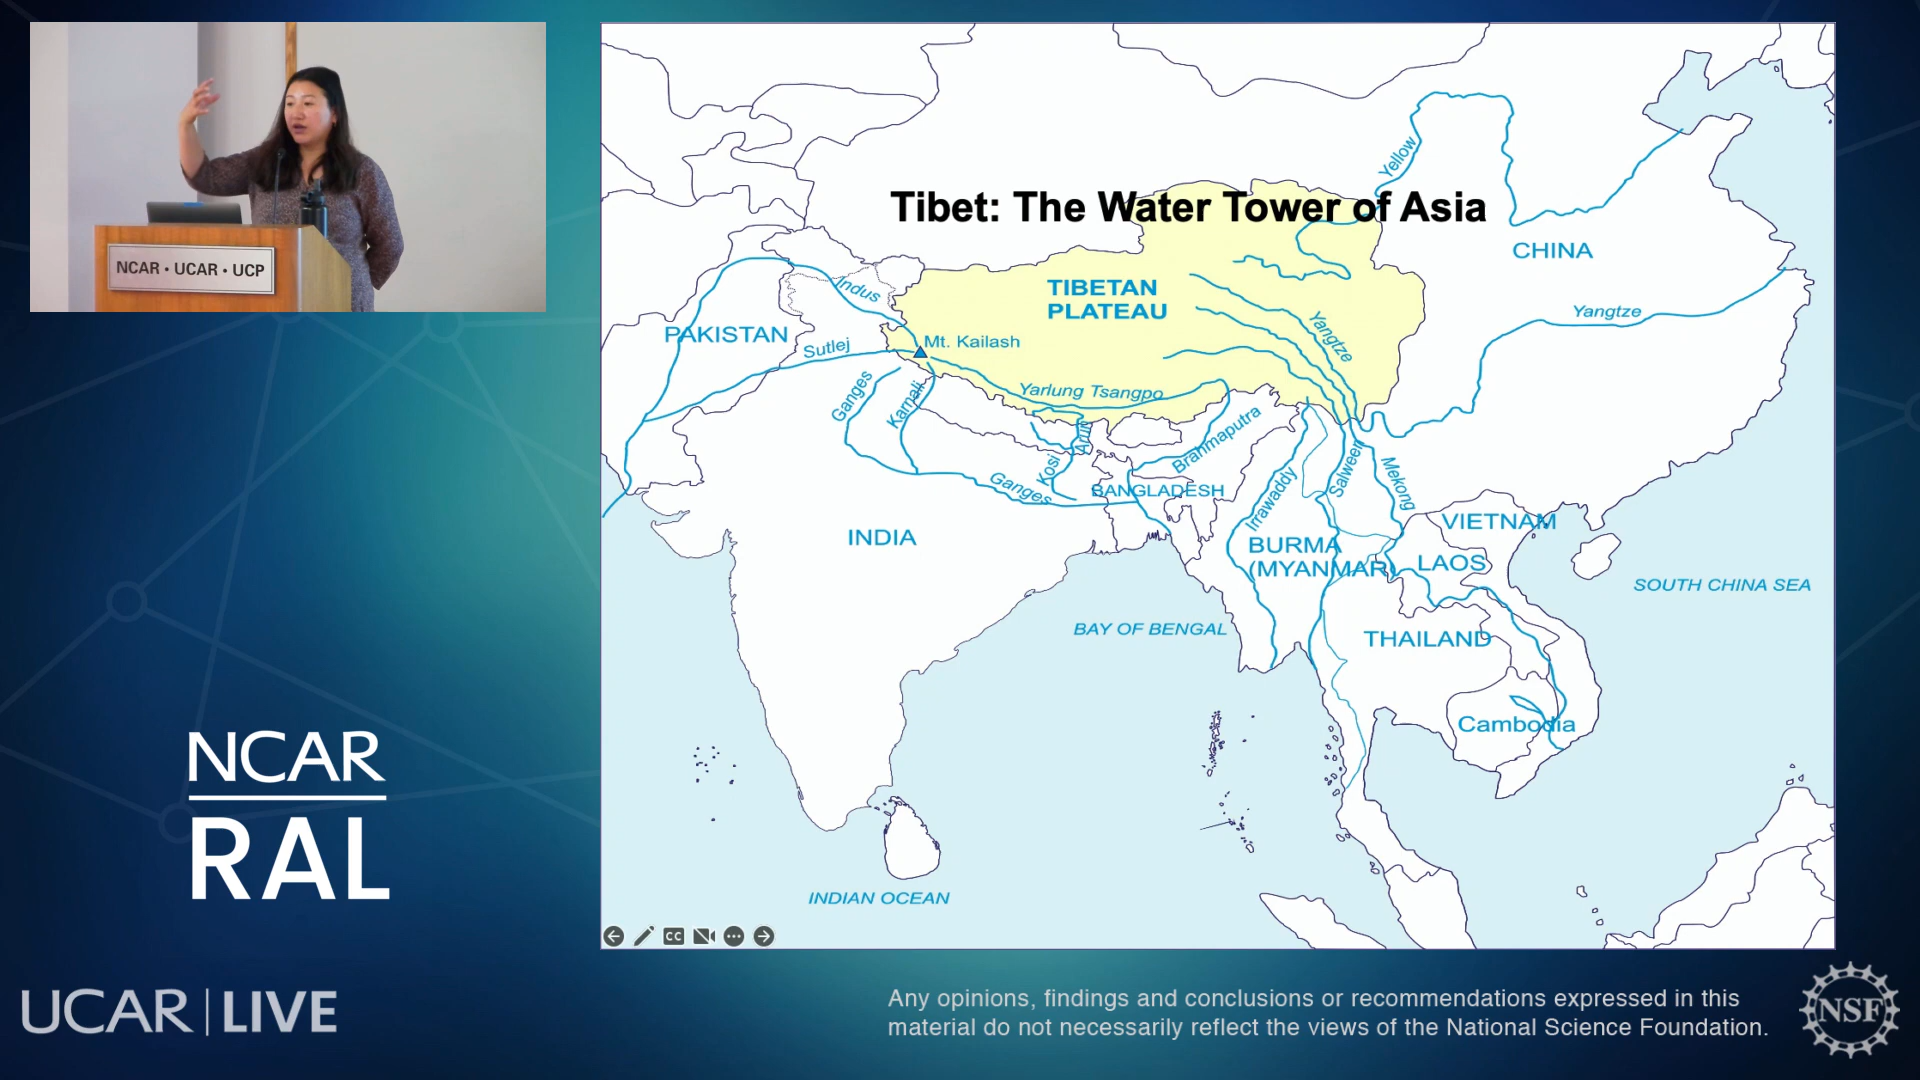 NCAR • UCAR • UCP
Tibet: The Water Tower of Asia
Yellow
CHINA
TIBETAN
PLATEAU
Indus
Yangtze
Yangtze
PAKISTAN
Sutlej
Mt. Kailash
Ganges
Karnali
Yarlung Tsangpo
Arun
Kosi
Brahmaputra
Ganges
BANGLADESH
Irrawaddy
Salween
Mekong
INDIA
VIETNAM
BURMA
(MYANMAR)
LAOS
SOUTH CHINA SEA
BAY OF BENGAL
THAILAND
Cambodia
INDIAN OCEAN
CC
NCAR
RAL
UCAR | LIVE
Any opinions, findings and conclusions or recommendations expressed in this
material do not necessarily reflect the views of the National Science Foundation.
NSF